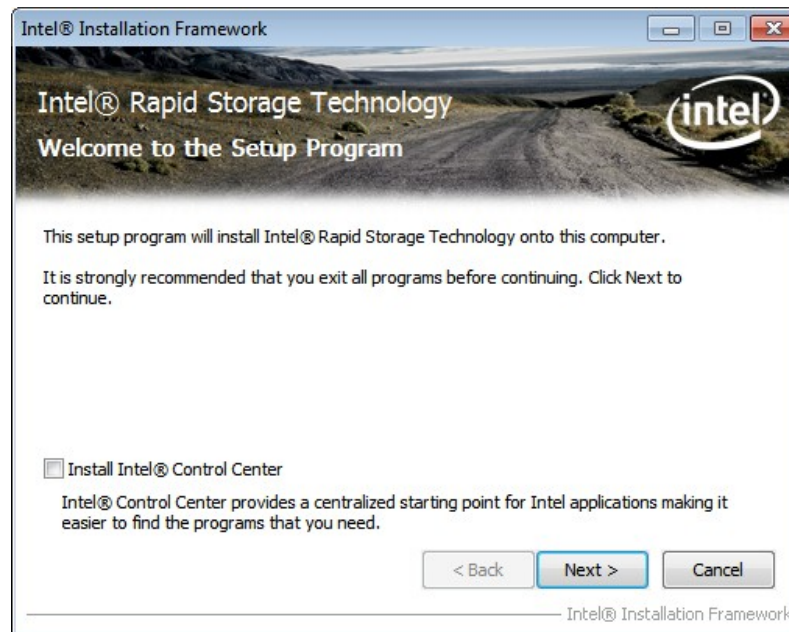 Intel® Installation Framework
Intel® Rapid Storage Technology
Welcome to the Setup Program
intel
This setup program will install Intel® Rapid Storage Technology onto this computer.
It is strongly recommended that you exit all programs before continuing. Click Next to
continue.
Install Intel® Control Center
Intel® Control Center provides a centralized starting point for Intel applications making it
easier to find the programs that you need.
< Back Next > Cancel
Intel® Installation Framework